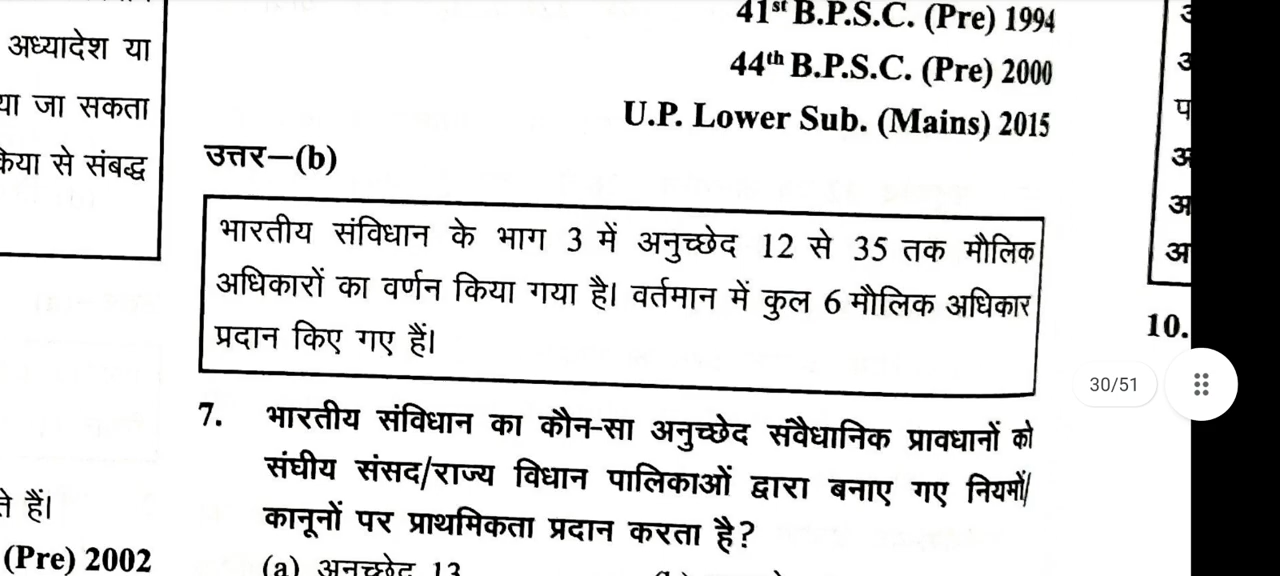 अध्यादेश या
या जा सकता
से संबद्ध
हैं।
(Pre) 2002
41st B.P.S.C. (Pre) 1994
44th B.P.S.C. (Pre) 2000
U.P. Lower Sub. (Mains) 2015
उत्तर–(b)
भारतीय संविधान के भाग 3 में अनुच्छेद 12 से 35 तक मौलिक
अधिकारों का वर्णन किया गया है। वर्तमान में कुल 6 मौलिक अधिकार
प्रदान किए गए हैं।
7. भारतीय संविधान का कौन-सा अनुच्छेद संवैधानिक प्रावधानों को
संघीय संसद/राज्य विधान पालिकाओं द्वारा बनाए गए नियमों/
कानूनों पर प्राथमिकता प्रदान करता है?
(a) अनुच्छेद 13
10.
30/51